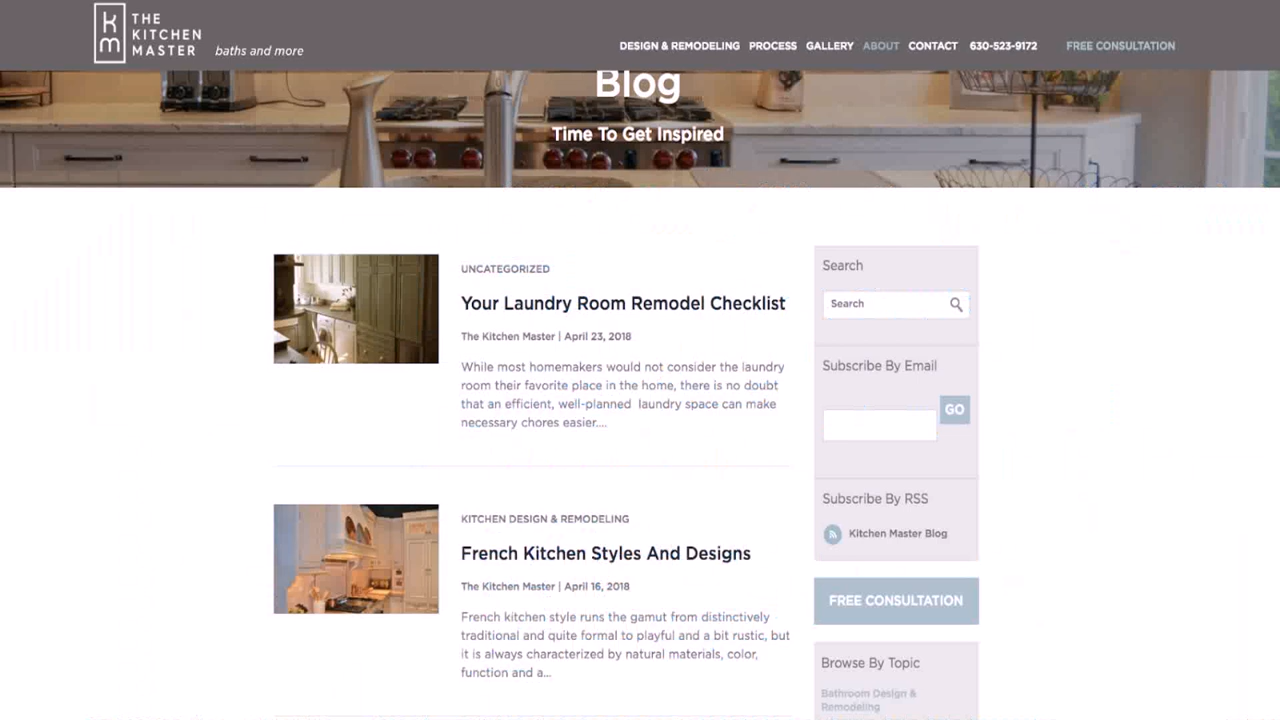 km
THE
KITCHEN
MASTER baths and more
DESIGN & REMODELING PROCESS GALLERY ABOUT CONTACT 630-523-9172 FREE CONSULTATION
Blog
Time To Get Inspired
UNCATEGORIZED
Your Laundry Room Remodel Checklist
The Kitchen Master | April 23, 2018
While most homemakers would not consider the laundry
room their favorite place in the home, there is no doubt
that an efficient, well-planned laundry space can make
necessary chores easier....
KITCHEN DESIGN & REMODELING
French Kitchen Styles And Designs
The Kitchen Master | April 16, 2018
French kitchen style runs the gamut from distinctively
traditional and quite formal to playful and a bit rustic, but
it is always characterized by natural materials, color,
function and a...
Search
Search
Subscribe By Email
GO
Subscribe By RSS
Kitchen Master Blog
FREE CONSULTATION
Browse By Topic
Bathroom Design &
Remodeling